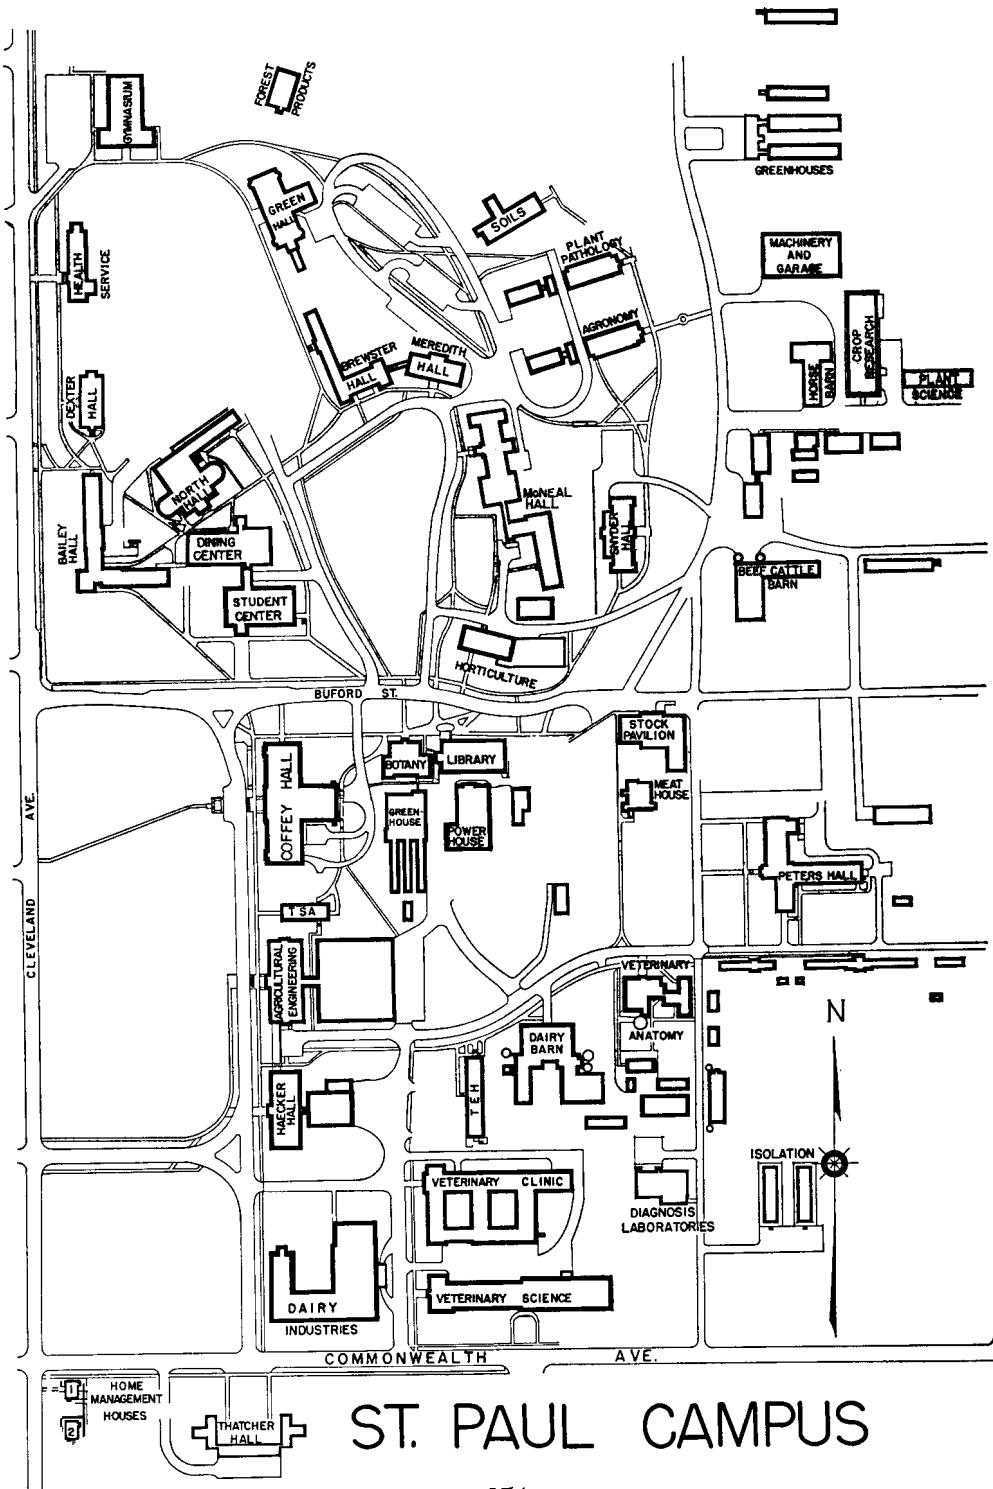 FOREST
PRODUCTS
GYMNASIUM
GREENHOUSES
GREEN
HALL
SOILS
PLANT
PATHOLOGY
MACHINERY
AND
GARAGE
HEALTH
SERVICE
AGRONOMY
CROP
RESEARCH
HORSE
BARN
PLANT
SCIENCE
BREWSTER
HALL
MEREDITH
HALL
DEXTER
HALL
NORTH
HALL
McNEAL
HALL
SNYDER
HALL
BAILEY
HALL
DINING
CENTER
STUDENT
CENTER
BEEF CATTLE
BARN
HORTICULTURE
BUFORD ST.
STOCK
PAVILION
COFFEY HALL
BOTANY
LIBRARY
MEAT
HOUSE
GREEN-
HOUSE
POWER
HOUSE
CLEVELAND AVE.
PETERS HALL
TSA
AGRICULTURAL
ENGINEERING
VETERINARY
ANATOMY
N
DAIRY
BARN
HAECKER
HALL
TEH
ISOLATION
VETERINARY CLINIC
DIAGNOSIS
LABORATORIES
DAIRY
INDUSTRIES
VETERINARY SCIENCE
COMMONWEALTH AVE.
1
HOME
MANAGEMENT
HOUSES
2
THATCHER
HALL
ST. PAUL CAMPUS